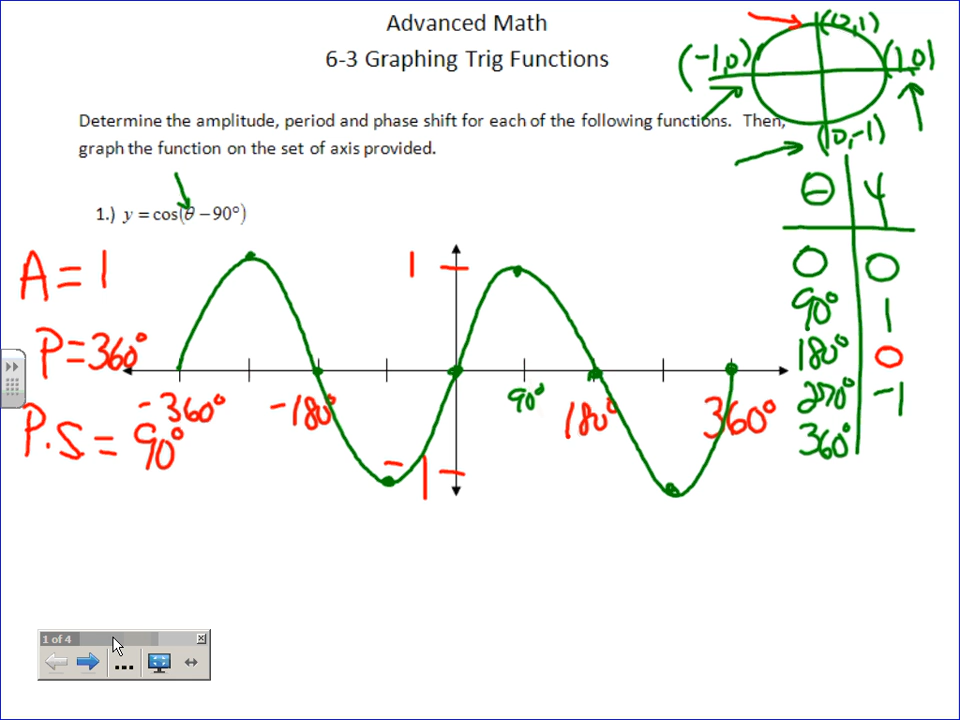 Advanced Math
6-3 Graphing Trig Functions
(0,1)
(-1,0)
(1,0)
(0,-1)
Determine the amplitude, period and phase shift for each of the following functions. Then,
graph the function on the set of axis provided.
1.) y = cos(θ – 90°)
θ y
0 0
90° 1
180° 0
270° -1
360°
A = 1
P = 360°
P.S = 90°
1
-1
-360° -180° 90° 180° 360°
1 of 4